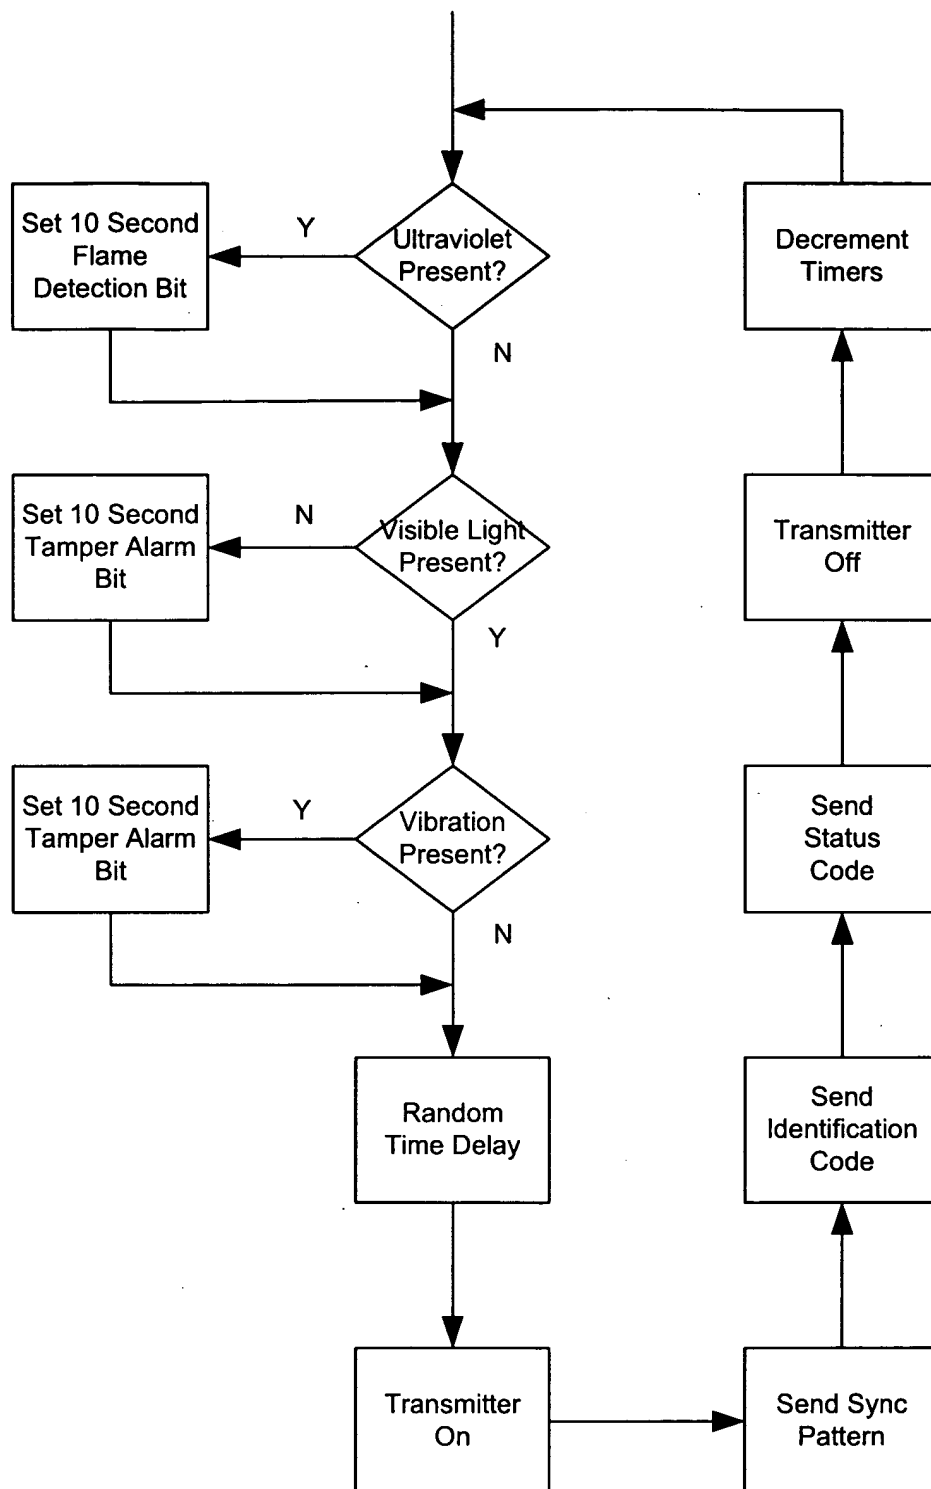 Set 10 Second
Flame
Detection Bit
Y
Ultraviolet
Present?
N
Decrement
Timers
Set 10 Second
Tamper Alarm
Bit
N
Visible Light
Present?
Y
Transmitter
Off
Set 10 Second
Tamper Alarm
Bit
Y
Vibration
Present?
N
Send
Status
Code
Random
Time Delay
Send
Identification
Code
Transmitter
On
Send Sync
Pattern